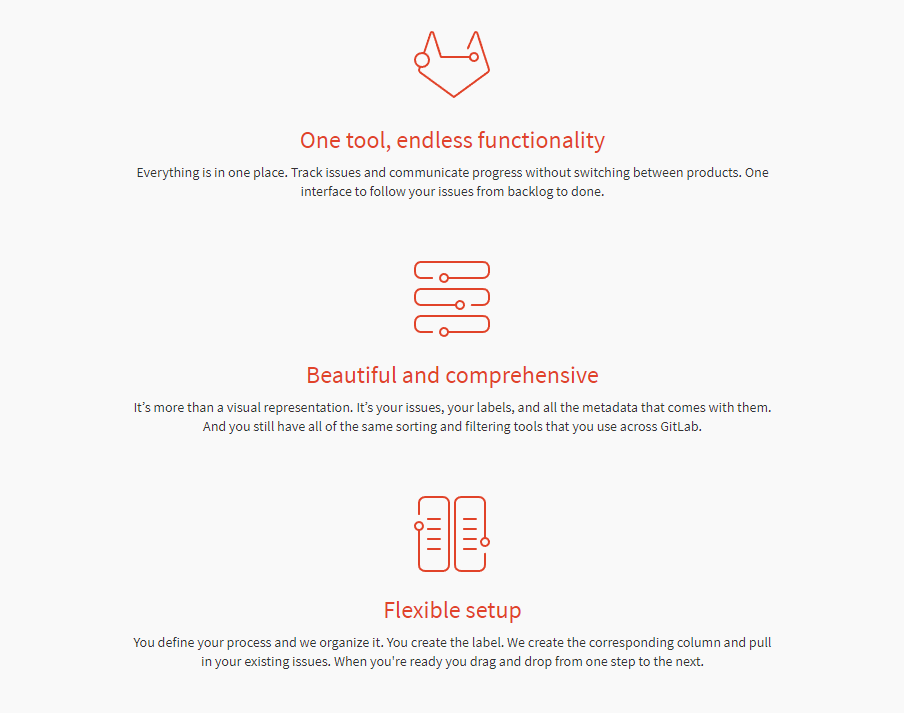 One tool, endless functionality
Everything is in one place. Track issues and communicate progress without switching between products. One
interface to follow your issues from backlog to done.
Beautiful and comprehensive
It’s more than a visual representation. It’s your issues, your labels, and all the metadata that comes with them.
And you still have all of the same sorting and filtering tools that you use across GitLab.
Flexible setup
You define your process and we organize it. You create the label. We create the corresponding column and pull
in your existing issues. When you're ready you drag and drop from one step to the next.